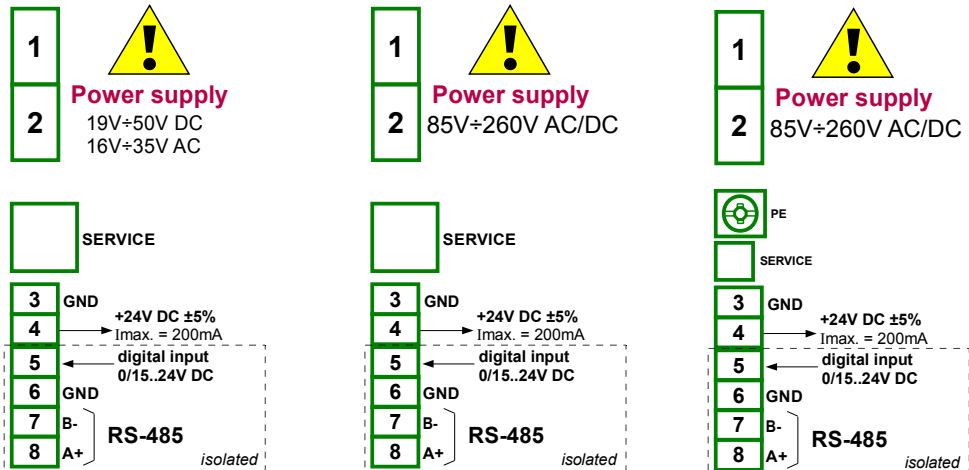 1
2
Power supply
19V÷50V DC
16V÷35V AC
SERVICE
3 GND
4 +24V DC ±5%
Imax. = 200mA
5 digital input
0/15..24V DC
6 GND
7 B-
8 A+
RS-485
isolated
1
2
Power supply
85V÷260V AC/DC
SERVICE
3 GND
4 +24V DC ±5%
Imax. = 200mA
5 digital input
0/15..24V DC
6 GND
7 B-
8 A+
RS-485
isolated
1
2
Power supply
85V÷260V AC/DC
PE
SERVICE
3 GND
4 +24V DC ±5%
Imax. = 200mA
5 digital input
0/15..24V DC
6 GND
7 B-
8 A+
RS-485
isolated